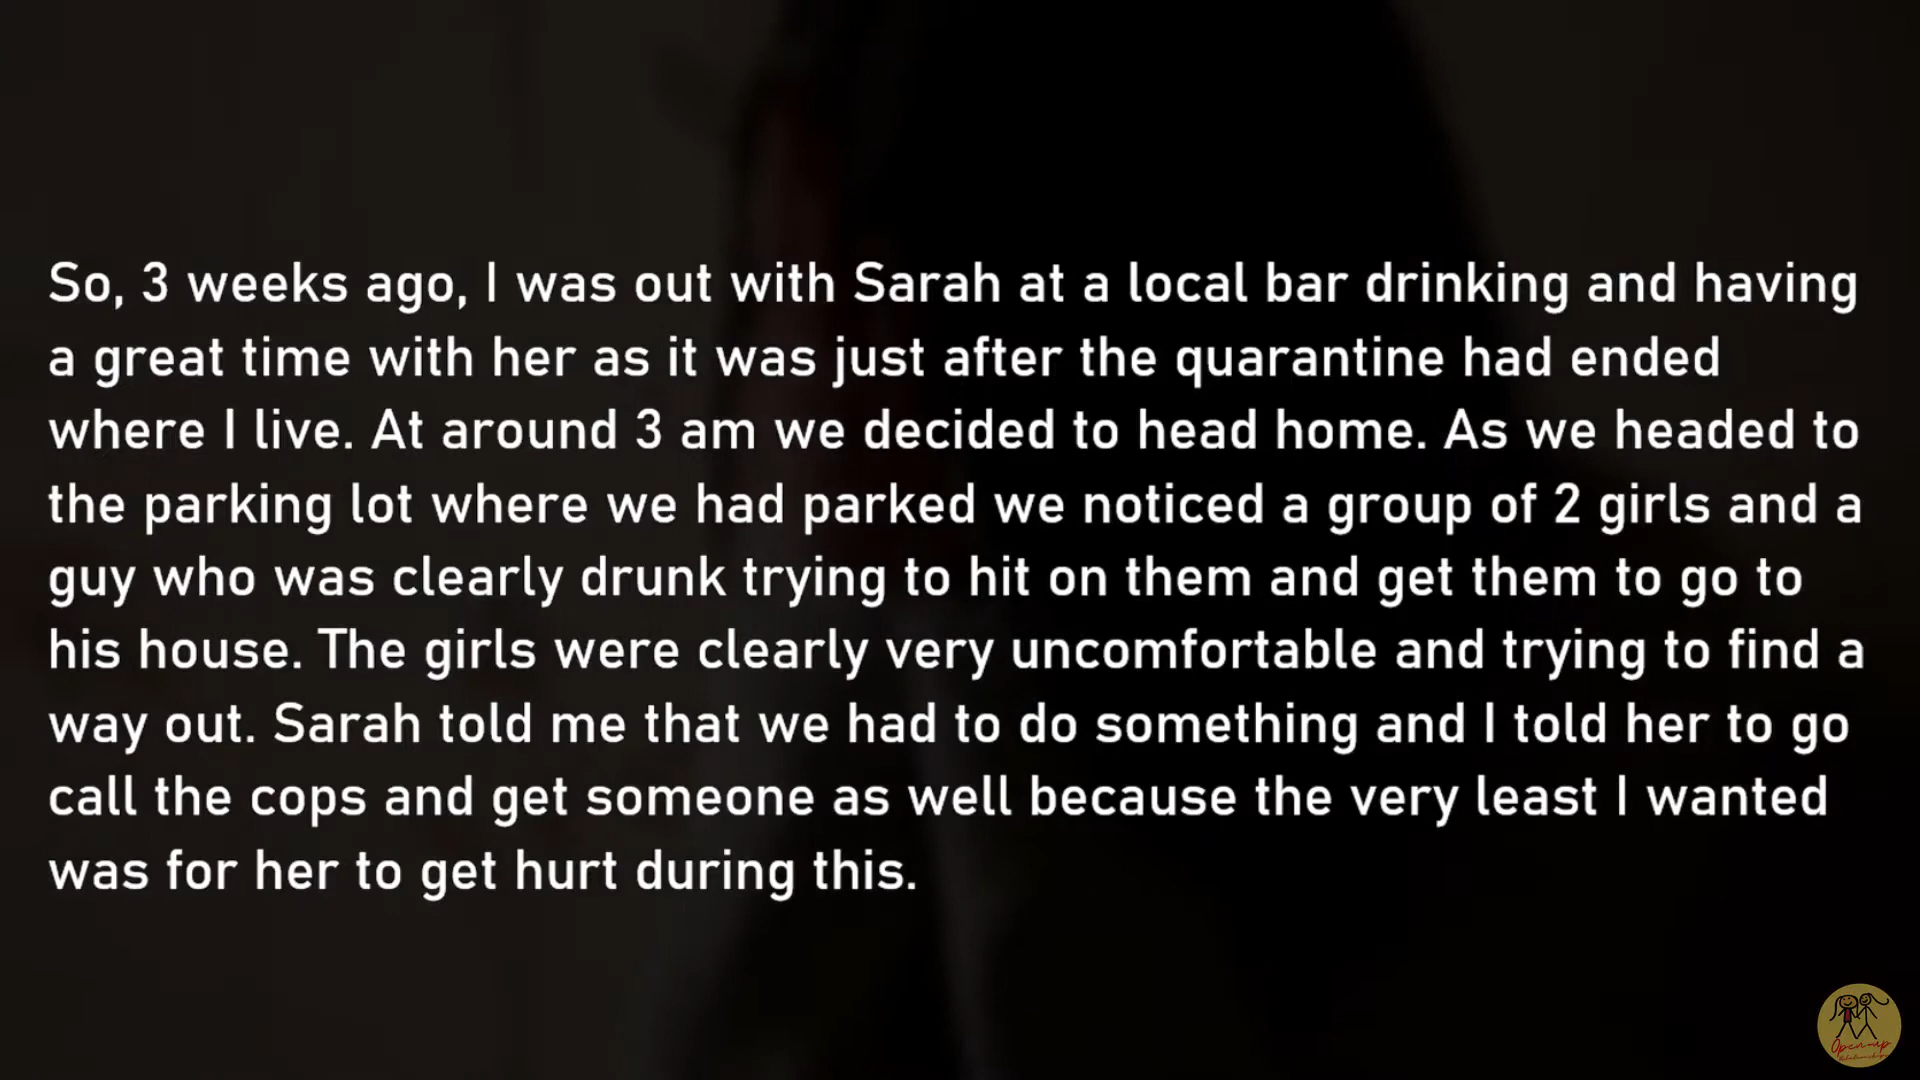 So, 3 weeks ago, I was out with Sarah at a local bar drinking and having
a great time with her as it was just after the quarantine had ended
where I live. At around 3 am we decided to head home. As we headed to
the parking lot where we had parked we noticed a group of 2 girls and a
guy who was clearly drunk trying to hit on them and get them to go to
his house. The girls were clearly very uncomfortable and trying to find a
way out. Sarah told me that we had to do something and I told her to go
call the cops and get someone as well because the very least I wanted
was for her to get hurt during this.
Open-up